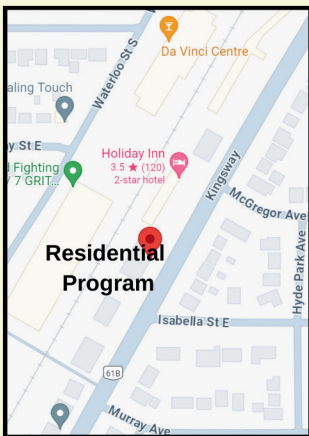 Da Vinci Centre
Waterloo St S
aling Touch
y St E
Holiday Inn
3.5 ★ (120)
2-star hotel
Fighting
7 GRIT...
Kingsway
McGregor Ave
Hyde Park Ave
Residential
Program
Isabella St E
61B
Murray Ave